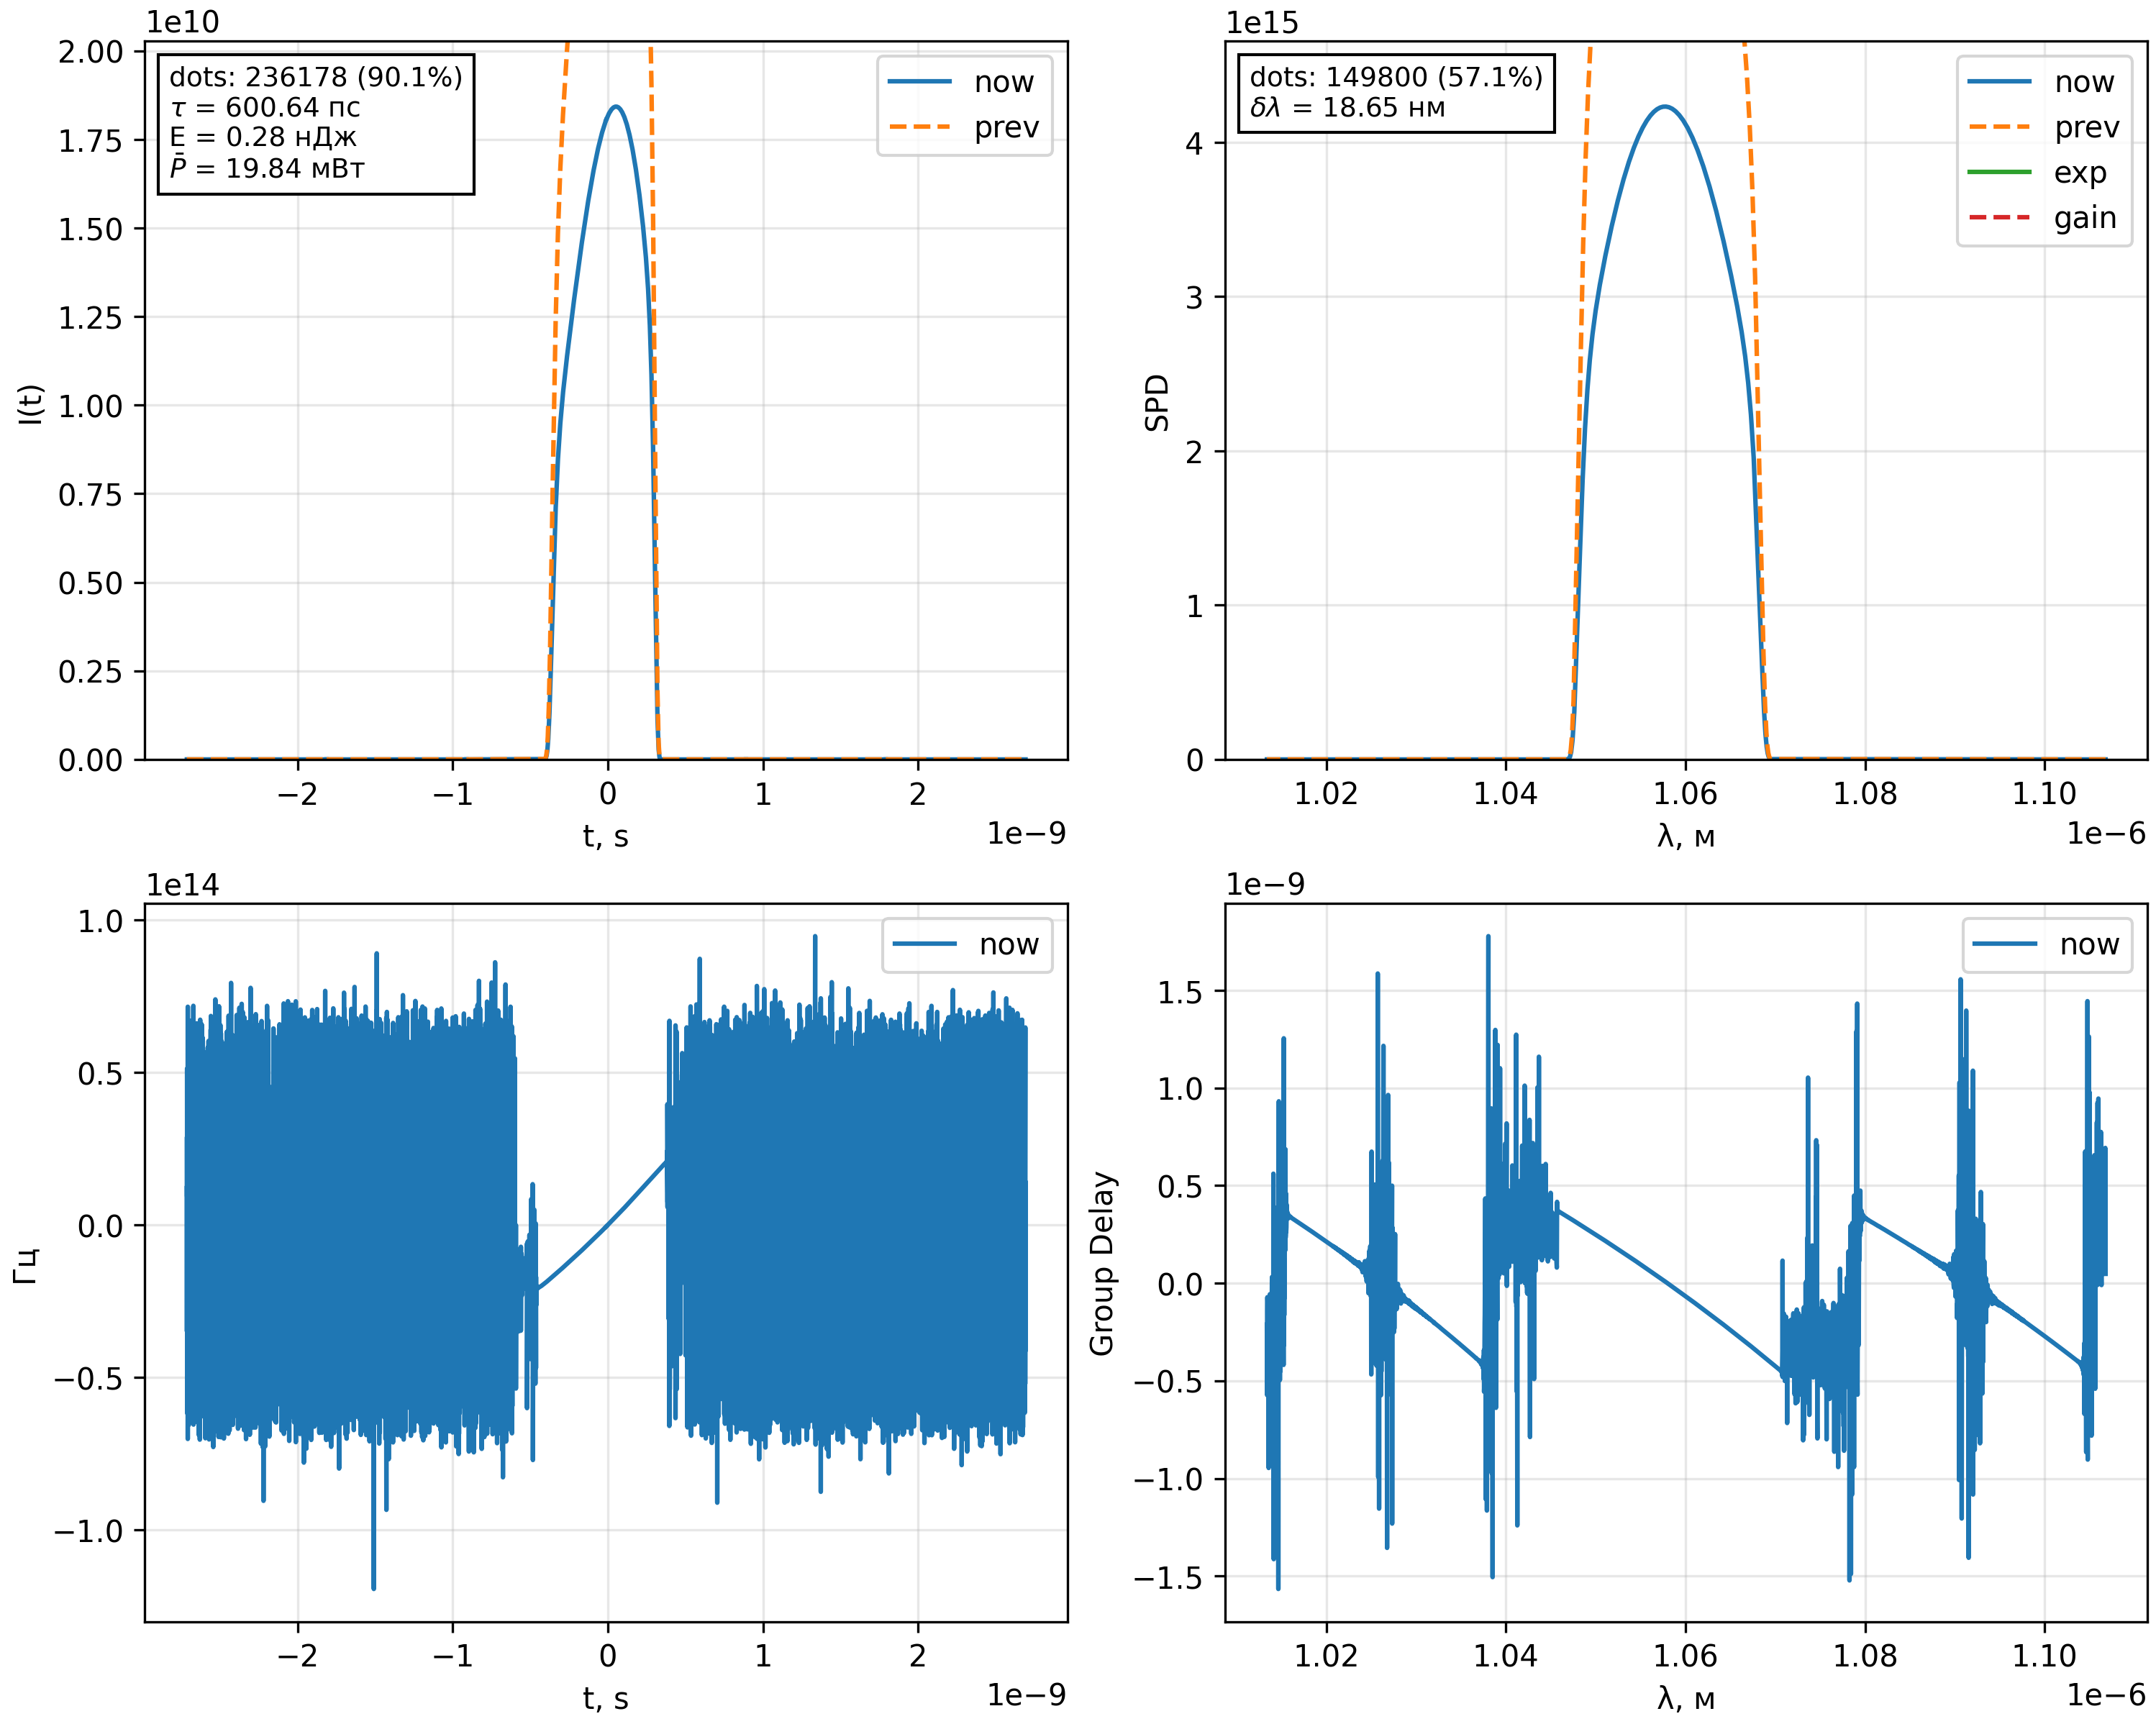 1e10
2.00
1.75
1.50
1.25
1.00
0.75
0.50
0.25
0.00
I(t)
dots: 236178 (90.1%)
τ = 600.64 пс
E = 0.28 нДж
P̄ = 19.84 мВт
now
prev
−2
−1
0
1
2
t, s
1e−9
1e15
4
3
2
1
0
SPD
dots: 149800 (57.1%)
δλ = 18.65 нм
now
prev
exp
gain
1.02
1.04
1.06
1.08
1.10
λ, м
1e−6
1e14
1.0
0.5
0.0
−0.5
−1.0
Гц
now
−2
−1
0
1
2
t, s
1e−9
1e−9
1.5
1.0
0.5
0.0
−0.5
−1.0
−1.5
Group Delay
now
1.02
1.04
1.06
1.08
1.10
λ, м
1e−6